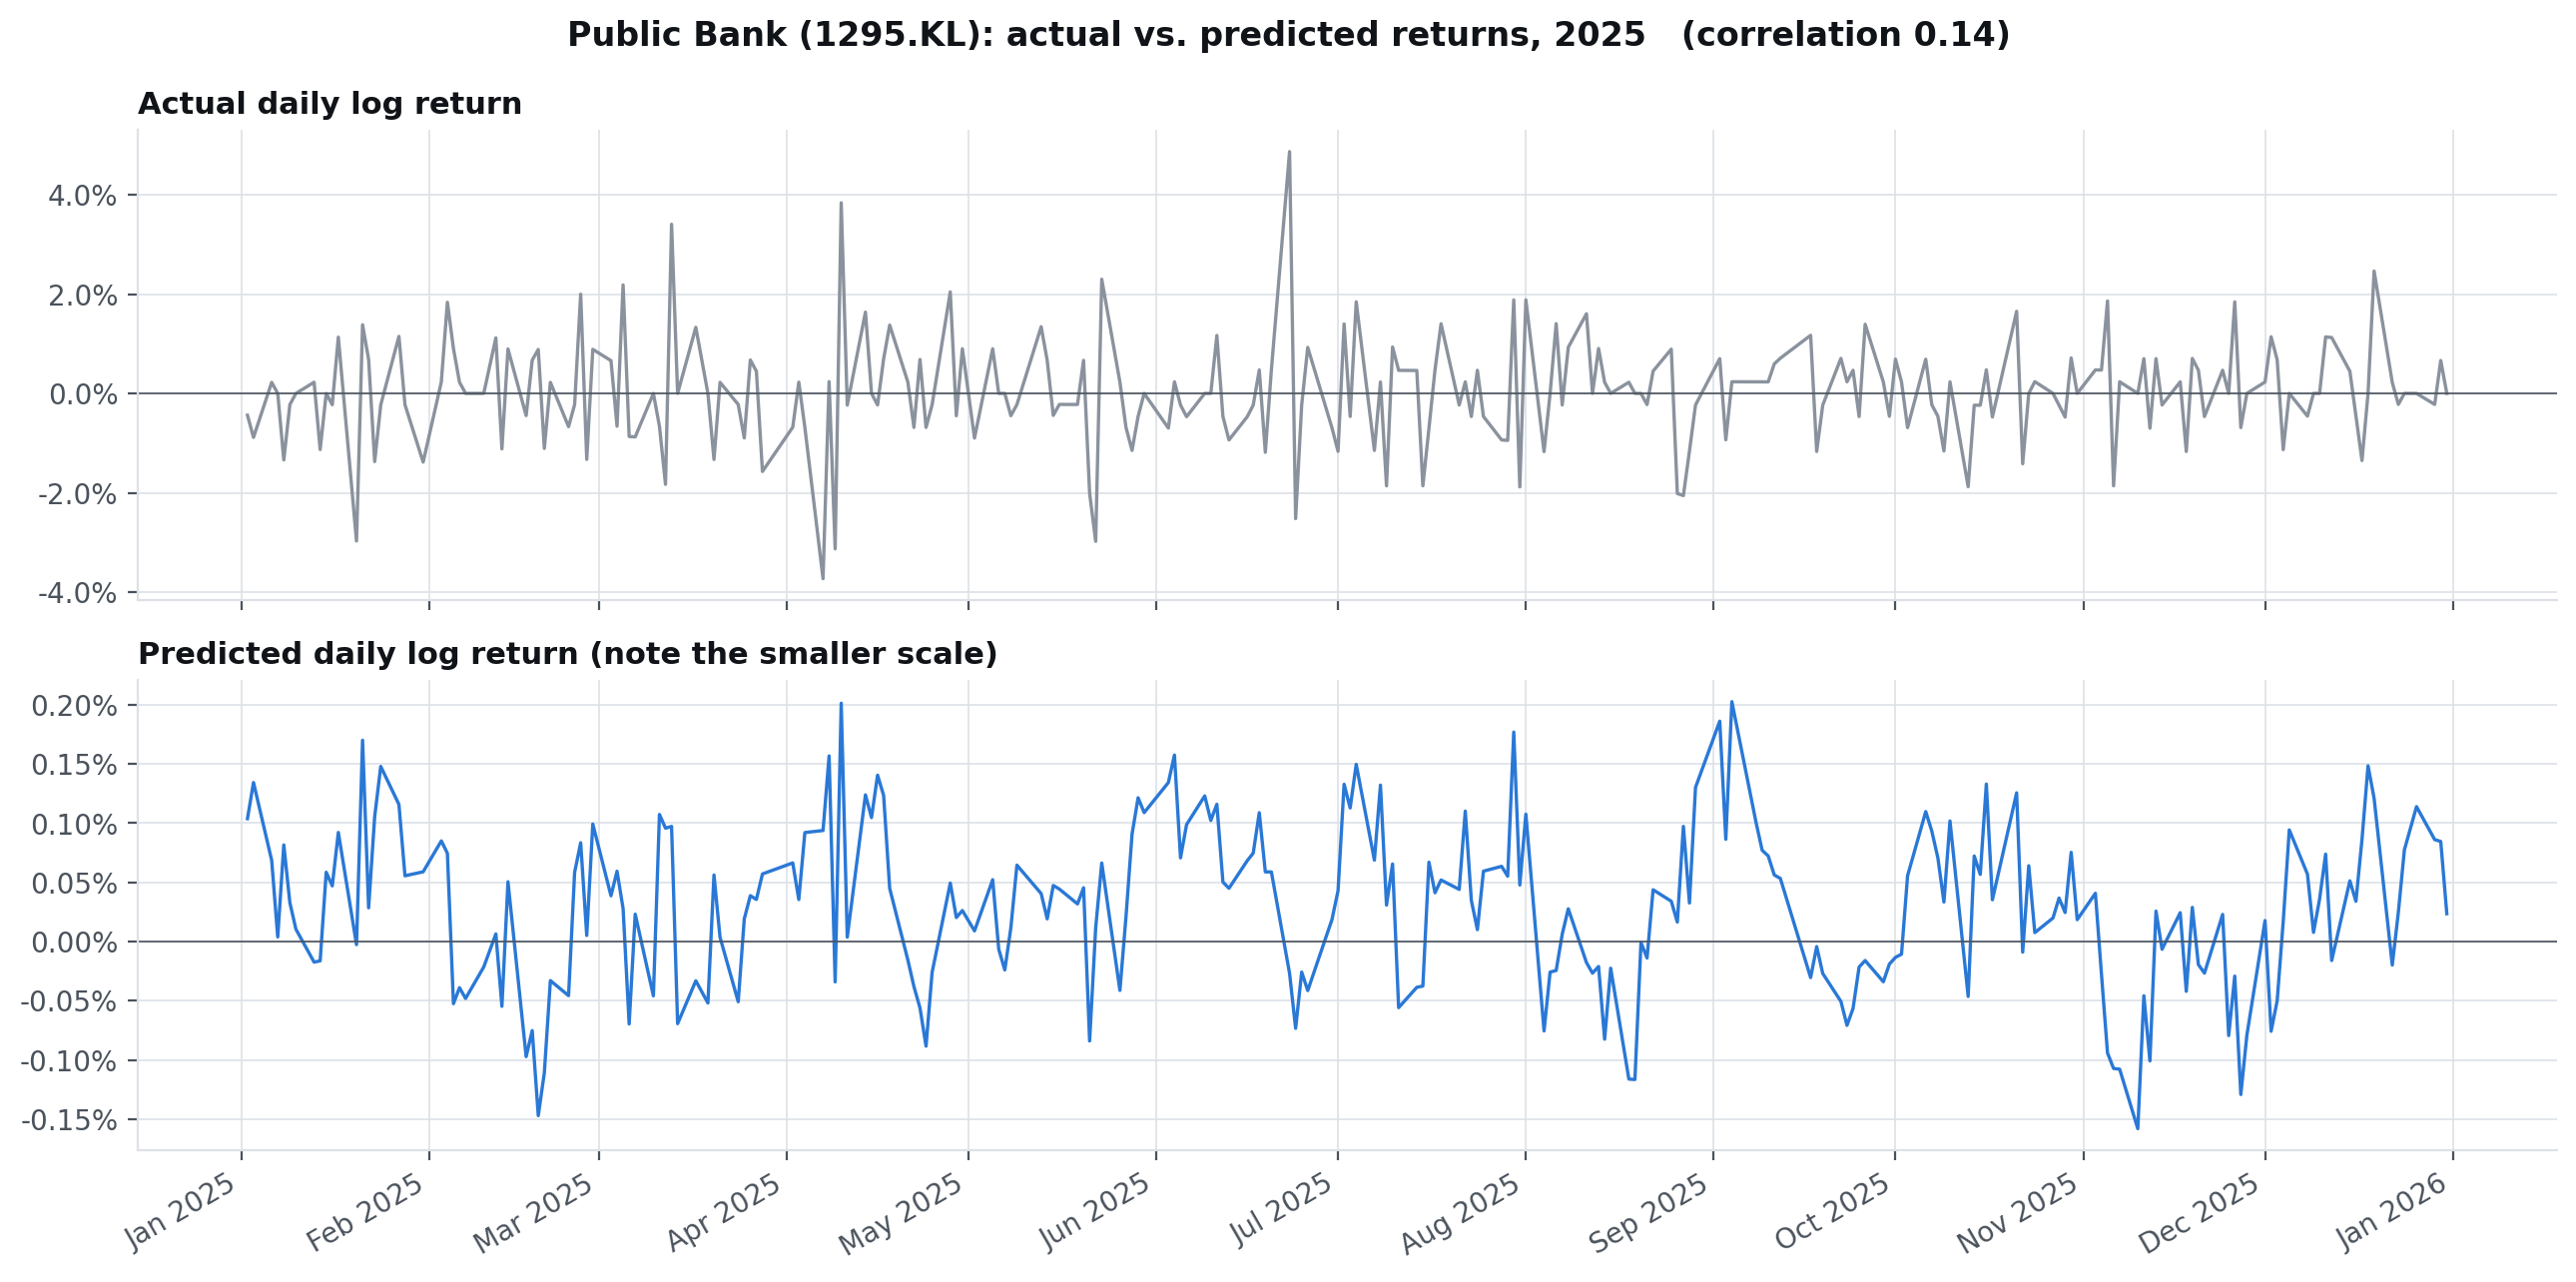 Public Bank (1295.KL): actual vs. predicted returns, 2025   (correlation 0.14)
Actual daily log return
4.0%
2.0%
0.0%
-2.0%
-4.0%
Predicted daily log return (note the smaller scale)
0.20%
0.15%
0.10%
0.05%
0.00%
-0.05%
-0.10%
-0.15%
Jan 2025
Feb 2025
Mar 2025
Apr 2025
May 2025
Jun 2025
Jul 2025
Aug 2025
Sep 2025
Oct 2025
Nov 2025
Dec 2025
Jan 2026